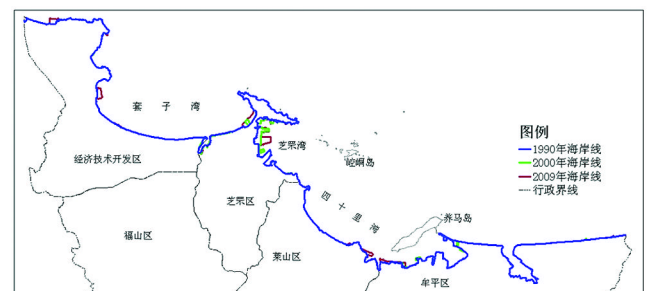 套子湾
芝罘湾
崆峒岛
经济技术开发区
芝罘区
四十里湾
养马岛
福山区
莱山区
牟平区
图例
1990年海岸线
2000年海岸线
2009年海岸线
行政界线